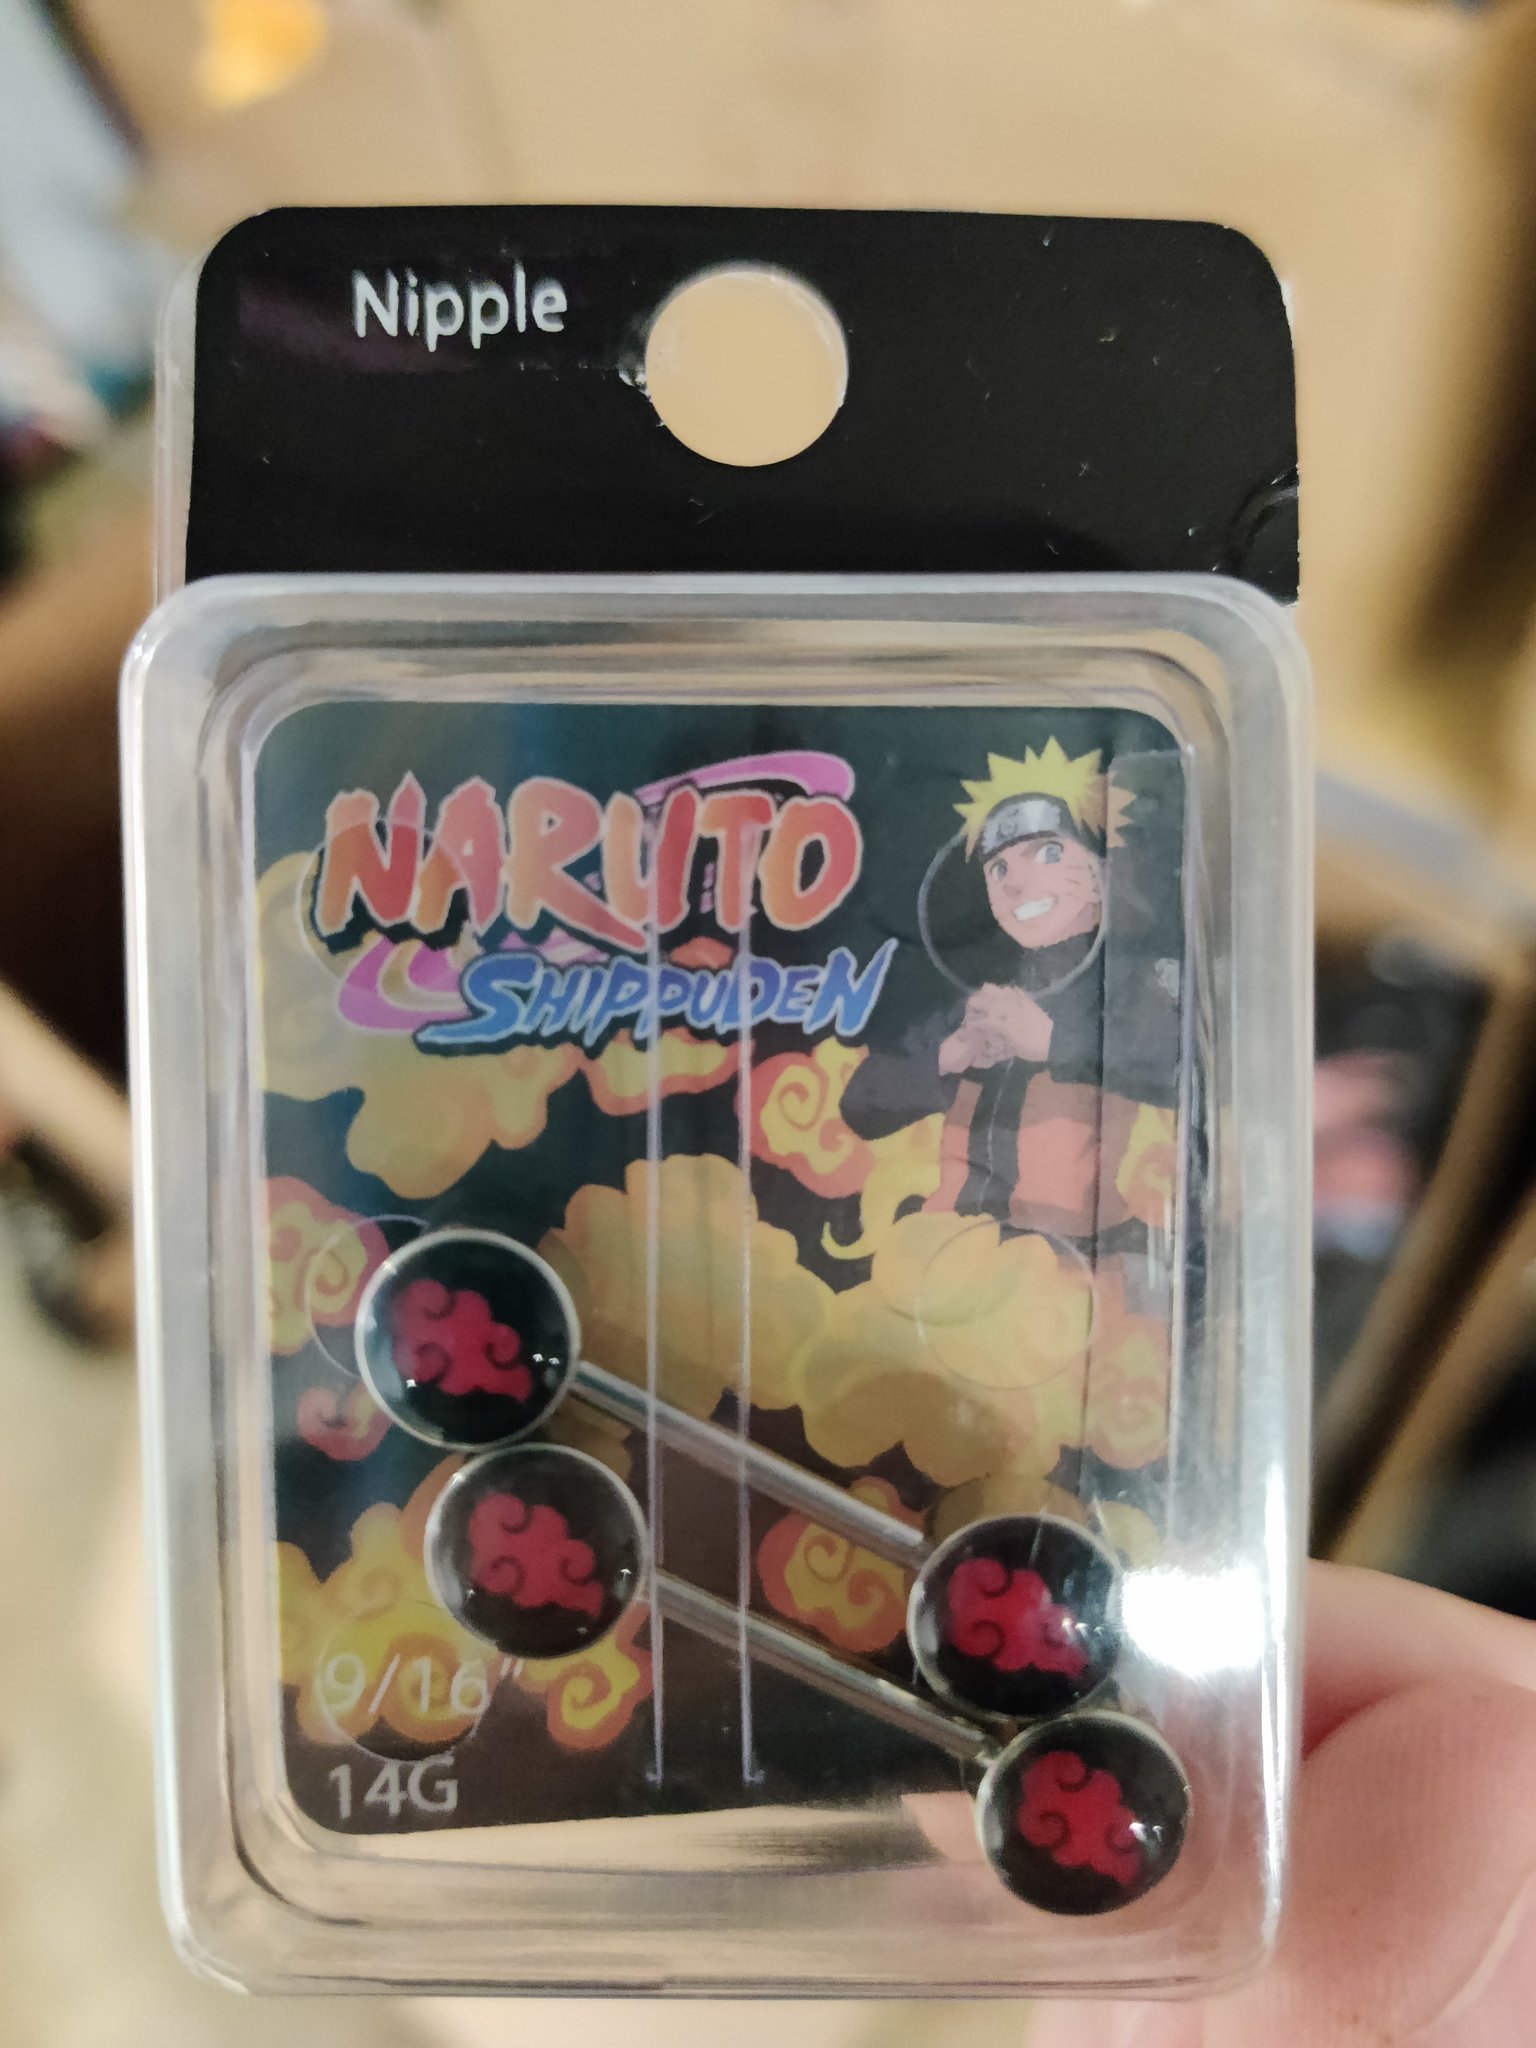 Nipple
NARUTO
SHIPPUDEN
9/16"
14G